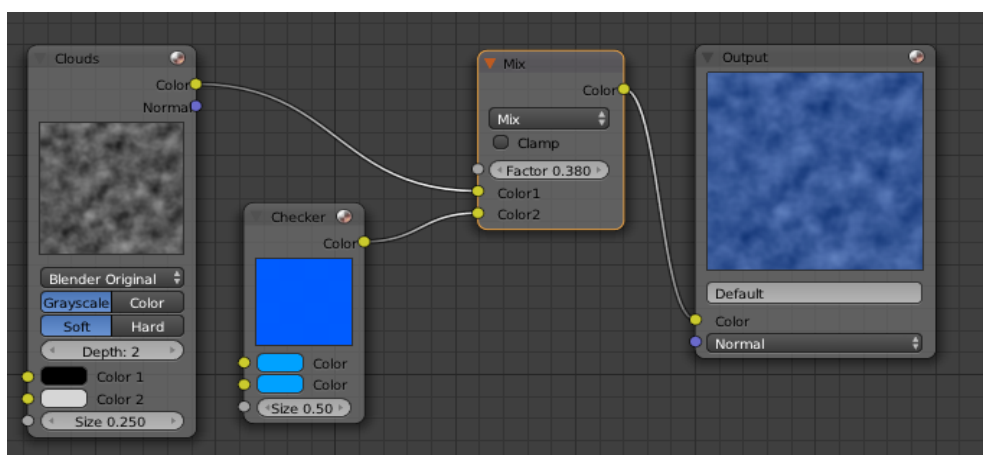 Clouds
Color
Normal
Blender Original
Grayscale Color
Soft Hard
Depth: 2
Color 1
Color 2
Size 0.250
Checker
Color
Color
Color
Size 0.50
Mix
Color
Mix
Clamp
Factor 0.380
Color1
Color2
Output
Default
Color
Normal